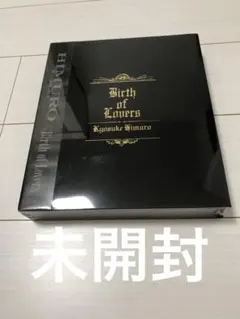 HIMURO
Birth of Lovers
Birth
of
Lovers
Kyosuke Himuro
未開封